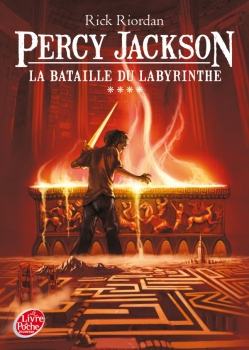 Rick Riordan
PERCY JACKSON
LA BATAILLE DU LABYRINTHE
****
Le Livre
de Poche